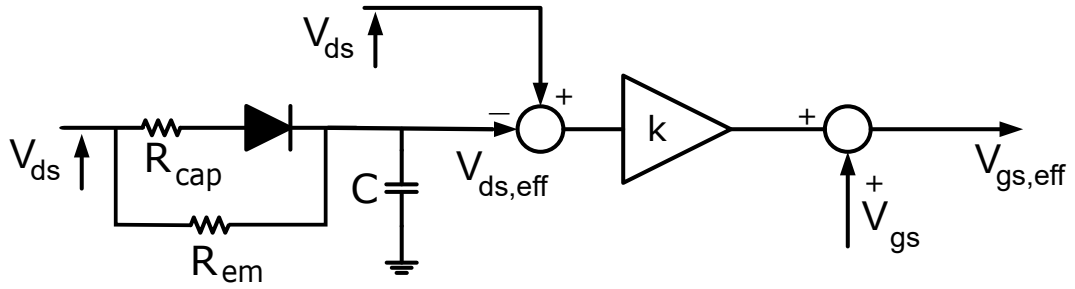 V_ds
+
k
−
+
V_gs,eff
V_ds
R_cap
C
V_ds,eff
+
V_gs
R_em